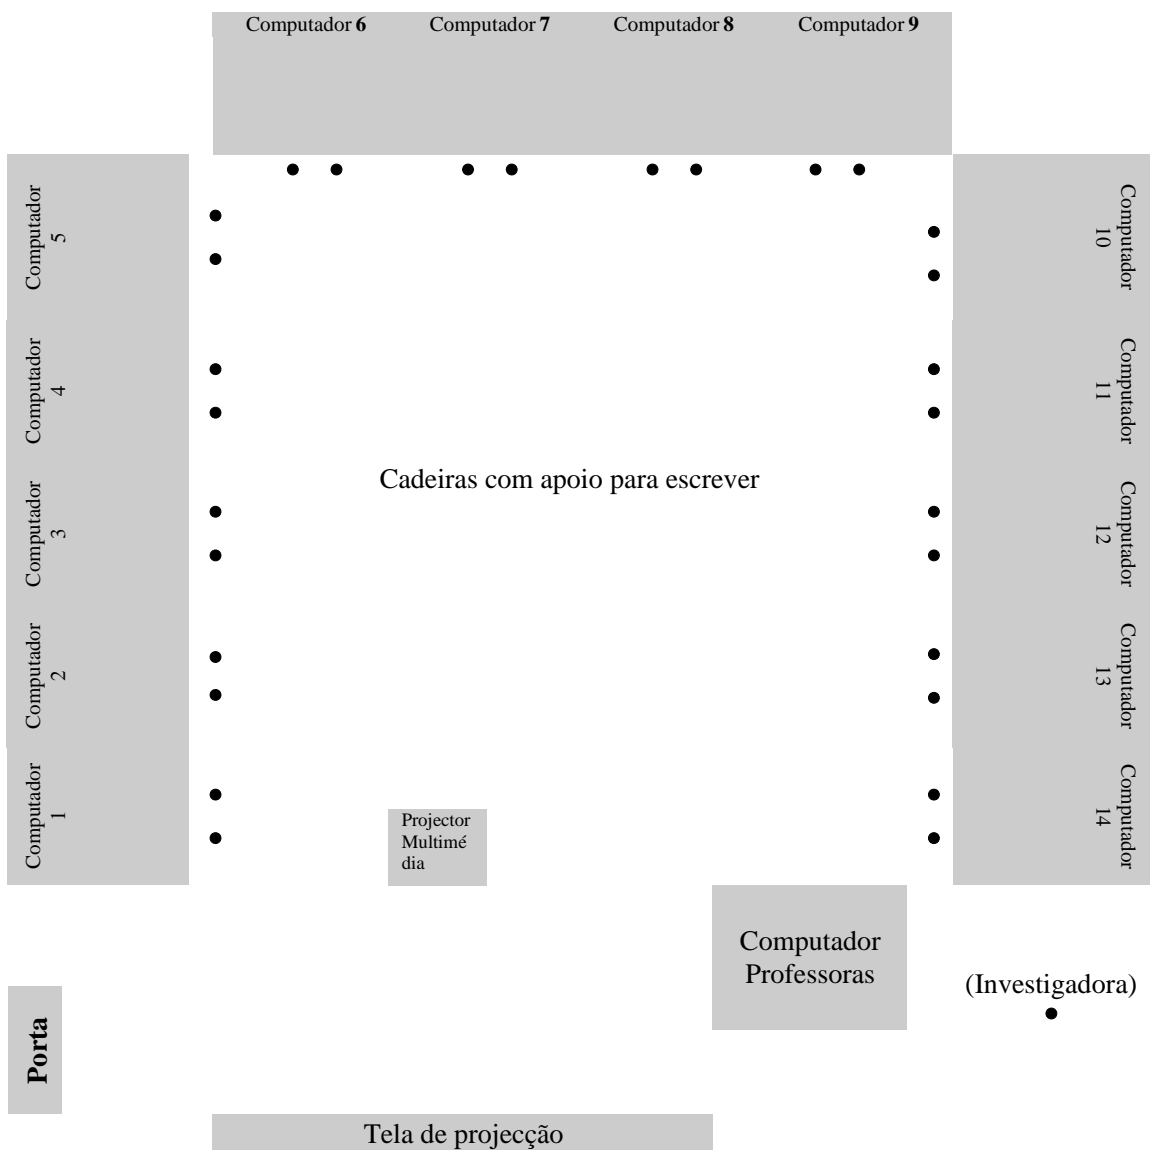 Computador 6 Computador 7 Computador 8 Computador 9
Computador
5
Computador
10
Computador
4
Computador
11
Cadeiras com apoio para escrever
Computador
3
Computador
12
Computador
2
Computador
13
Computador
1
Projector
Multimé
dia
Computador
14
Computador
Professoras
(Investigadora)
Porta
Tela de projecção